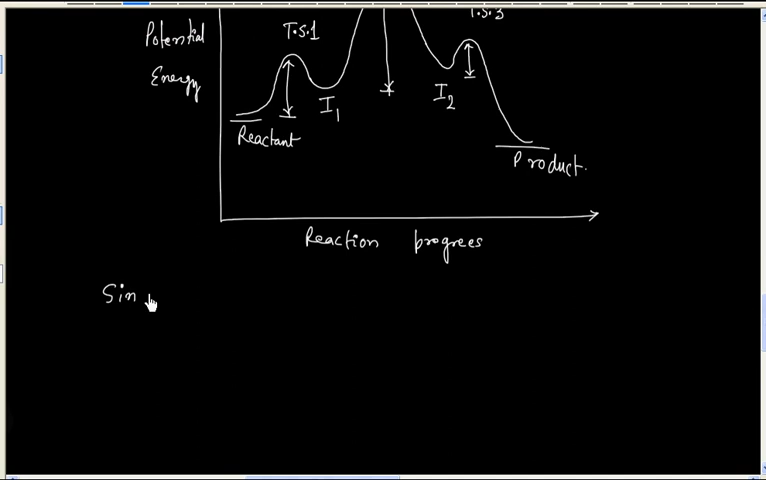 T.S.1
T.S.3
Potential
Energy
I1
I2
Reactant
Product.
Reaction progrees
Sin